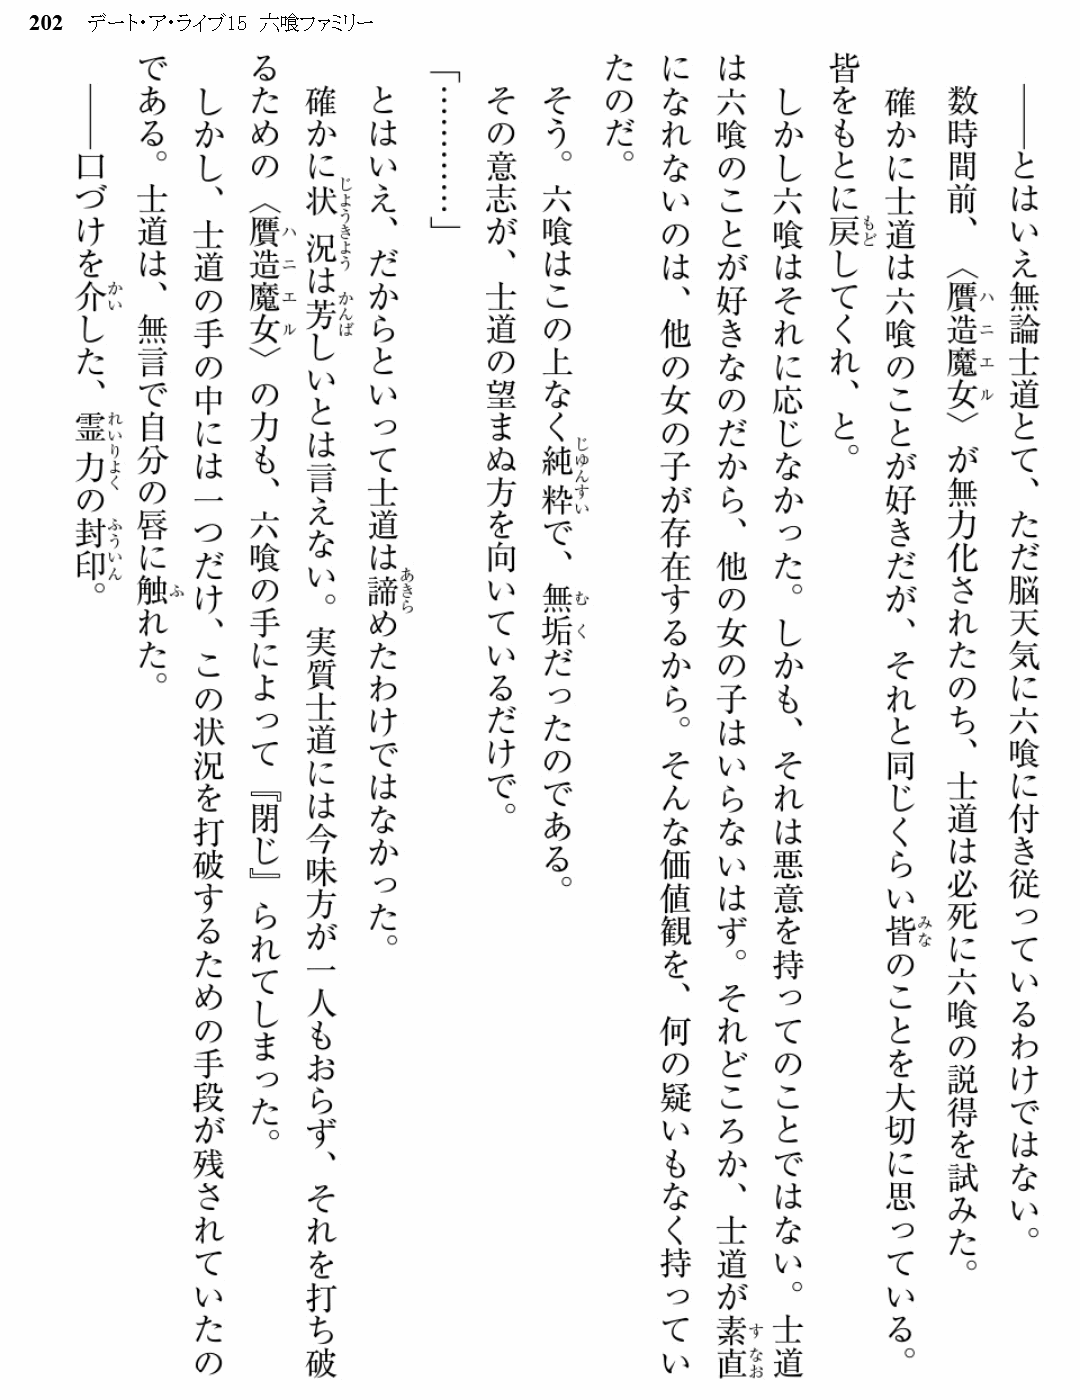 202 デート・ア・ライブ15 六喰ファミリー
――とはいえ無論士道とて、ただ脳天気に六喰に付き従っているわけではない。
数時間前、〈贋造魔女〉が無力化されたのち、士道は必死に六喰の説得を試みた。
確かに士道は六喰のことが好きだが、それと同じくらい皆のことを大切に思っている。
皆をもとに戻してくれ、と。
しかし六喰はそれに応じなかった。しかも、それは悪意を持ってのことではない。士道
は六喰のことが好きなのだから、他の女の子はいらないはず。それどころか、士道が素直
になれないのは、他の女の子が存在するから。そんな価値観を、何の疑いもなく持ってい
たのだ。
そう。六喰はこの上なく純粋で、無垢だったのである。
その意志が、士道の望まぬ方を向いているだけで。
「…………」
とはいえ、だからといって士道は諦めたわけではなかった。
確かに状況は芳しいとは言えない。実質士道には今味方が一人もおらず、それを打ち破
るための〈贋造魔女〉の力も、六喰の手によって『閉じ』られてしまった。
しかし、士道の手の中には一つだけ、この状況を打破するための手段が残されていたの
である。士道は、無言で自分の唇に触れた。
――口づけを介した、霊力の封印。